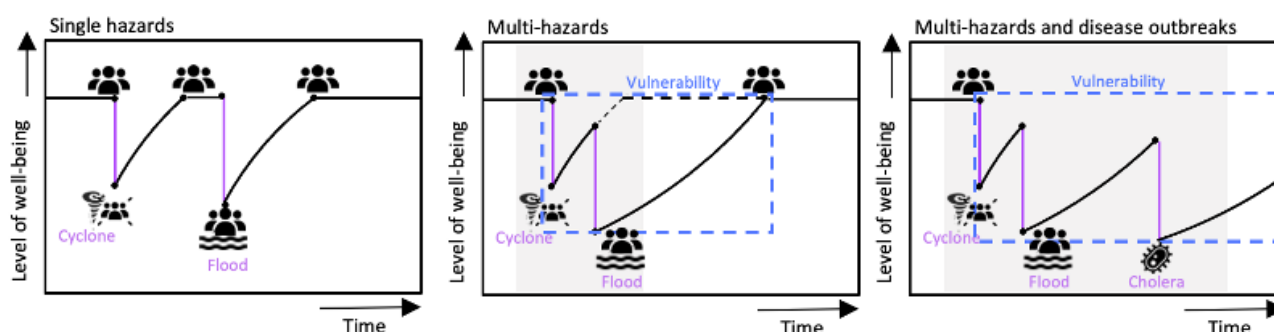 Single hazards
Level of well-being
Cyclone
Flood
Time
Multi-hazards
Level of well-being
Vulnerability
Cyclone
Flood
Time
Multi-hazards and disease outbreaks
Level of well-being
Vulnerability
Cyclone
Flood
Cholera
Time